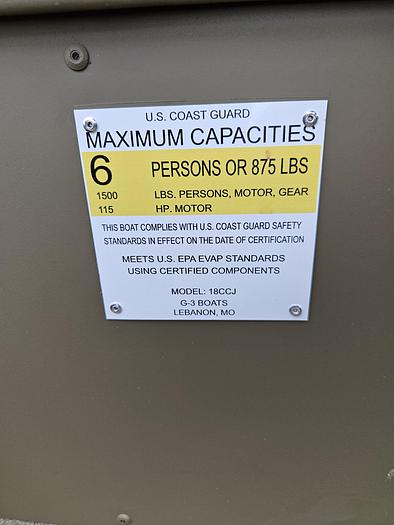 U.S. COAST GUARD
MAXIMUM CAPACITIES
6 PERSONS OR 875 LBS
1500 LBS. PERSONS, MOTOR, GEAR
115 HP. MOTOR
THIS BOAT COMPLIES WITH U.S. COAST GUARD SAFETY
STANDARDS IN EFFECT ON THE DATE OF CERTIFICATION
MEETS U.S. EPA EVAP STANDARDS
USING CERTIFIED COMPONENTS
MODEL: 18CCJ
G-3 BOATS
LEBANON, MO